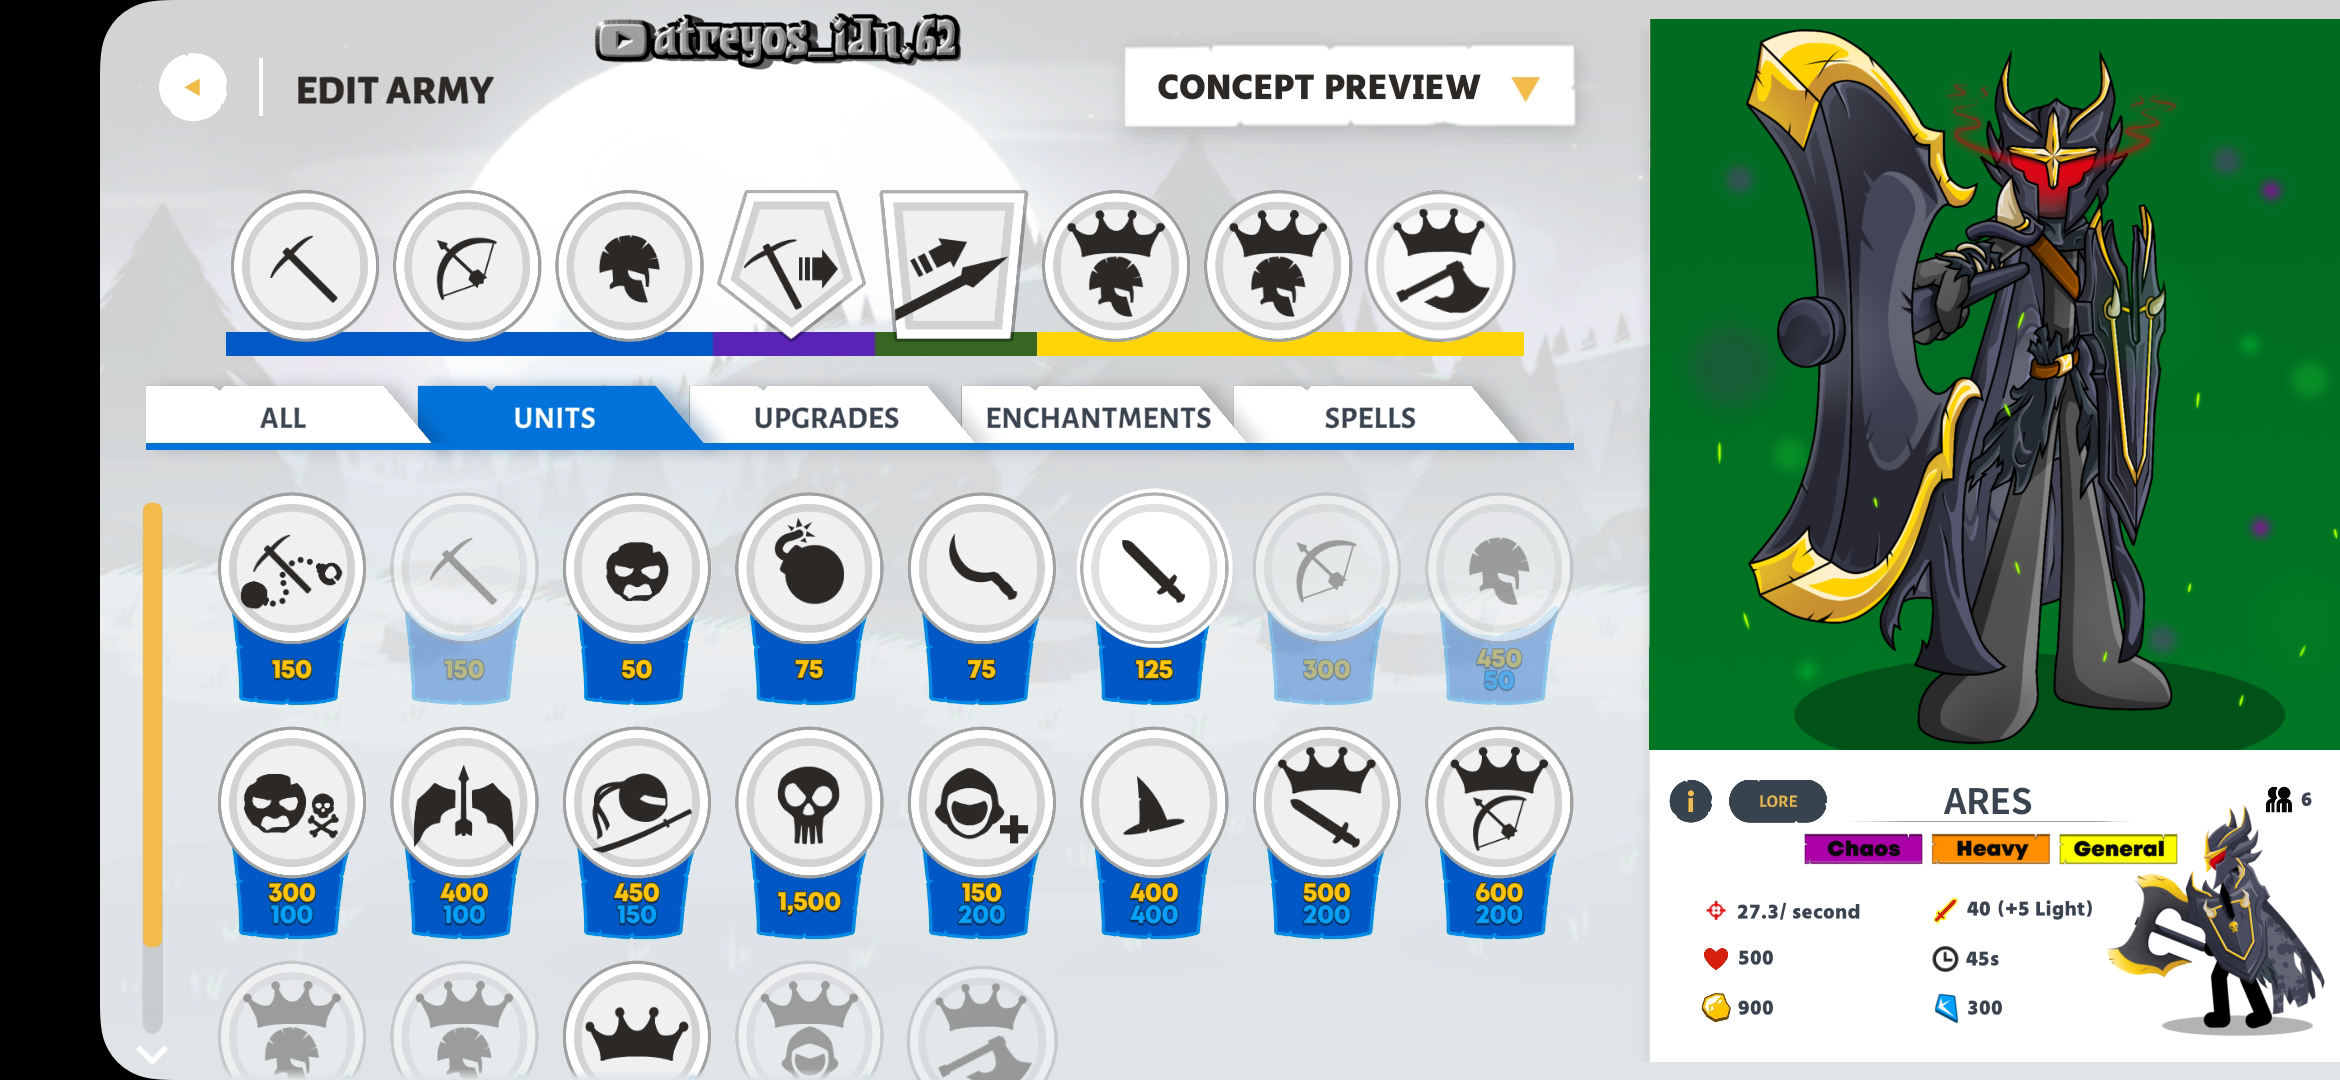 atreyos_idn.62
EDIT ARMY
CONCEPT PREVIEW
ALL
UNITS
UPGRADES
ENCHANTMENTS
SPELLS
150
150
50
75
75
125
300
450
50
300
100
400
100
450
150
1,500
150
200
400
400
500
200
600
200
i
LORE
ARES
6
Chaos
Heavy
General
27.3/ second
40 (+5 Light)
500
45s
900
300